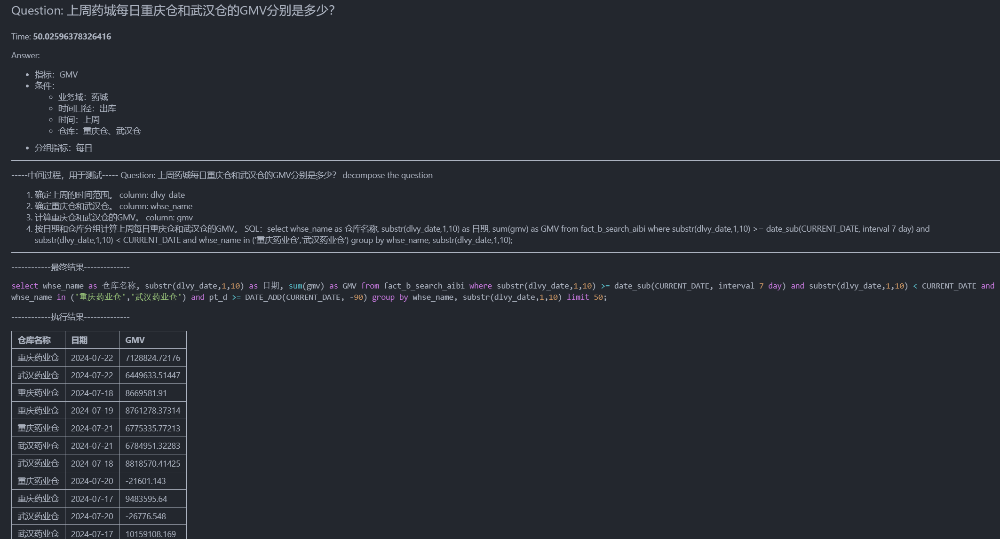 Question: 上周药城每日重庆仓和武汉仓的GMV分别是多少?
Time: 50.02596378326416
Answer:
• 指标：GMV
• 条件：
◦ 业务域：药城
◦ 时间口径：出库
◦ 时间：上周
◦ 仓库：重庆仓、武汉仓
• 分组指标：每日
-----中间过程，用于测试----- Question: 上周药城每日重庆仓和武汉仓的GMV分别是多少? decompose the question
1. 确定上周的时间范围。 column: dlvy_date
2. 确定重庆仓和武汉仓。 column: whse_name
3. 计算重庆仓和武汉仓的GMV。 column: gmv
4. 按日期和仓库分组计算上周每日重庆仓和武汉仓的GMV。 SQL：select whse_name as 仓库名称, substr(dlvy_date,1,10) as 日期, sum(gmv) as GMV from fact_b_search_aibi where substr(dlvy_date,1,10) >= date_sub(CURRENT_DATE, interval 7 day) and
substr(dlvy_date,1,10) < CURRENT_DATE and whse_name in ('重庆药业仓','武汉药业仓') group by whse_name, substr(dlvy_date,1,10);
------------最终结果--------------
select whse_name as 仓库名称, substr(dlvy_date,1,10) as 日期, sum(gmv) as GMV from fact_b_search_aibi where substr(dlvy_date,1,10) >= date_sub(CURRENT_DATE, interval 7 day) and substr(dlvy_date,1,10) < CURRENT_DATE and
whse_name in ('重庆药业仓','武汉药业仓') and pt_d >= DATE_ADD(CURRENT_DATE, -90) group by whse_name, substr(dlvy_date,1,10) limit 50;
------------执行结果--------------
仓库名称 日期 GMV
重庆药业仓 2024-07-22 7128824.72176
武汉药业仓 2024-07-22 6449633.51447
重庆药业仓 2024-07-18 8669581.91
重庆药业仓 2024-07-19 8761278.37314
重庆药业仓 2024-07-21 6775335.77213
武汉药业仓 2024-07-21 6784951.32283
武汉药业仓 2024-07-18 8818570.41425
重庆药业仓 2024-07-20 -21601.143
重庆药业仓 2024-07-17 9483595.64
武汉药业仓 2024-07-20 -26776.548
武汉药业仓 2024-07-17 10159108.169